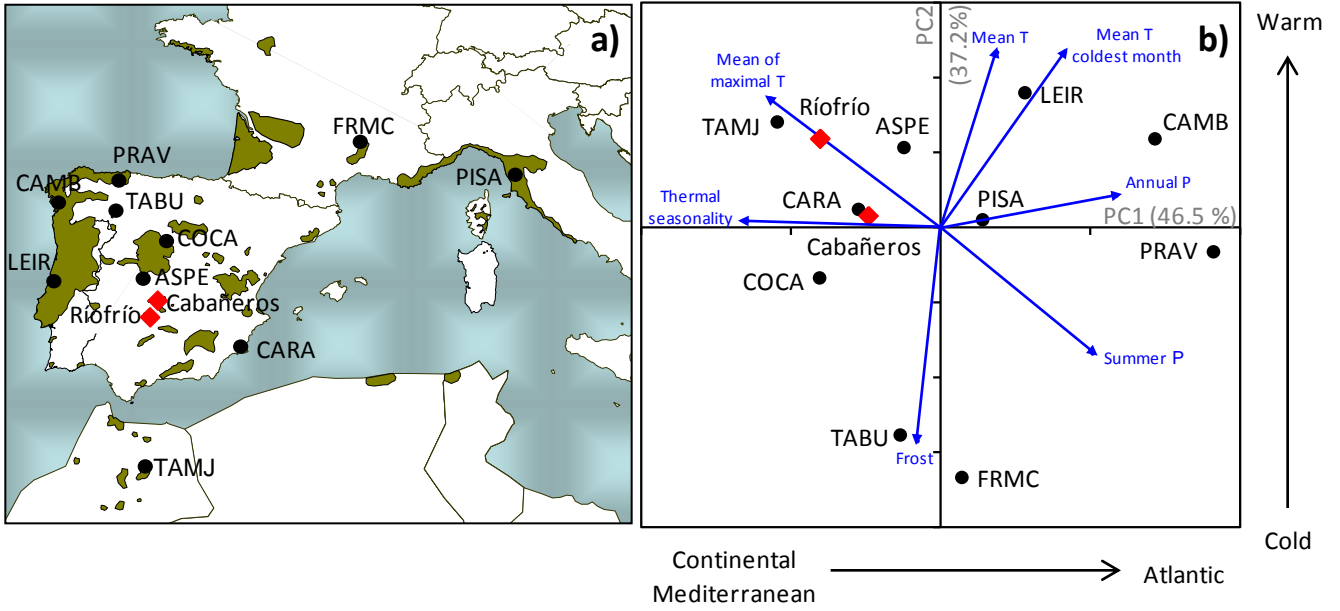 a)
FRMC
PRAV
PISA
CAMB
TABU
COCA
LEIR
ASPE
Cabañeros
Ríofrío
CARA
TAMJ
b)
PC2
(37.2%)
Mean T
Mean T
coldest month
Mean of
maximal T
Ríofrío
LEIR
TAMJ
ASPE
CAMB
Annual P
Thermal
seasonality
CARA
PISA
PC1 (46.5 %)
Cabañeros
PRAV
COCA
Summer P
TABU
Frost
FRMC
Warm
Cold
Continental
Mediterranean
Atlantic